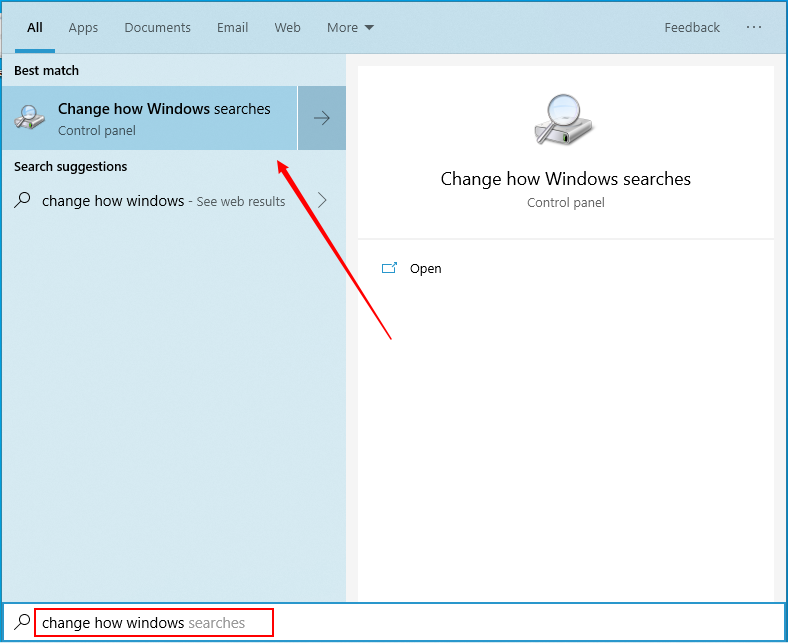 All Apps Documents Email Web More Feedback ...
Best match
Change how Windows searches
Control panel
Search suggestions
change how windows - See web results
Change how Windows searches
Control panel
Open
change how windows searches